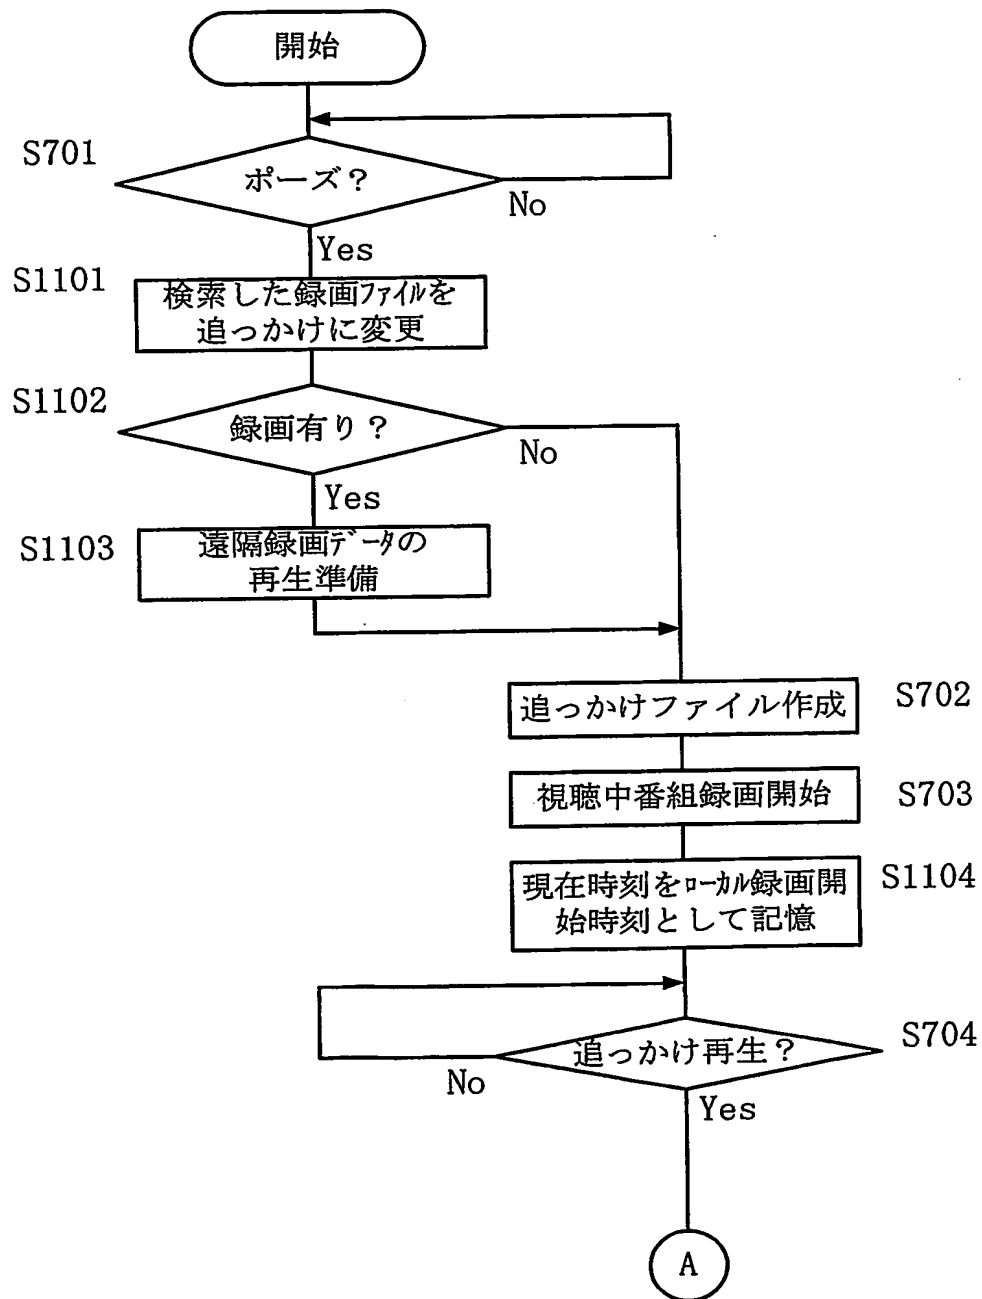 開始
S701
ポーズ?
No
Yes
S1101
検索した録画ファイルを
追っかけに変更
S1102
録画有り?
No
Yes
S1103
遠隔録画データの
再生準備
追っかけファイル作成
S702
視聴中番組録画開始
S703
現在時刻をローカル録画開
始時刻として記憶
S1104
追っかけ再生?
S704
No
Yes
A